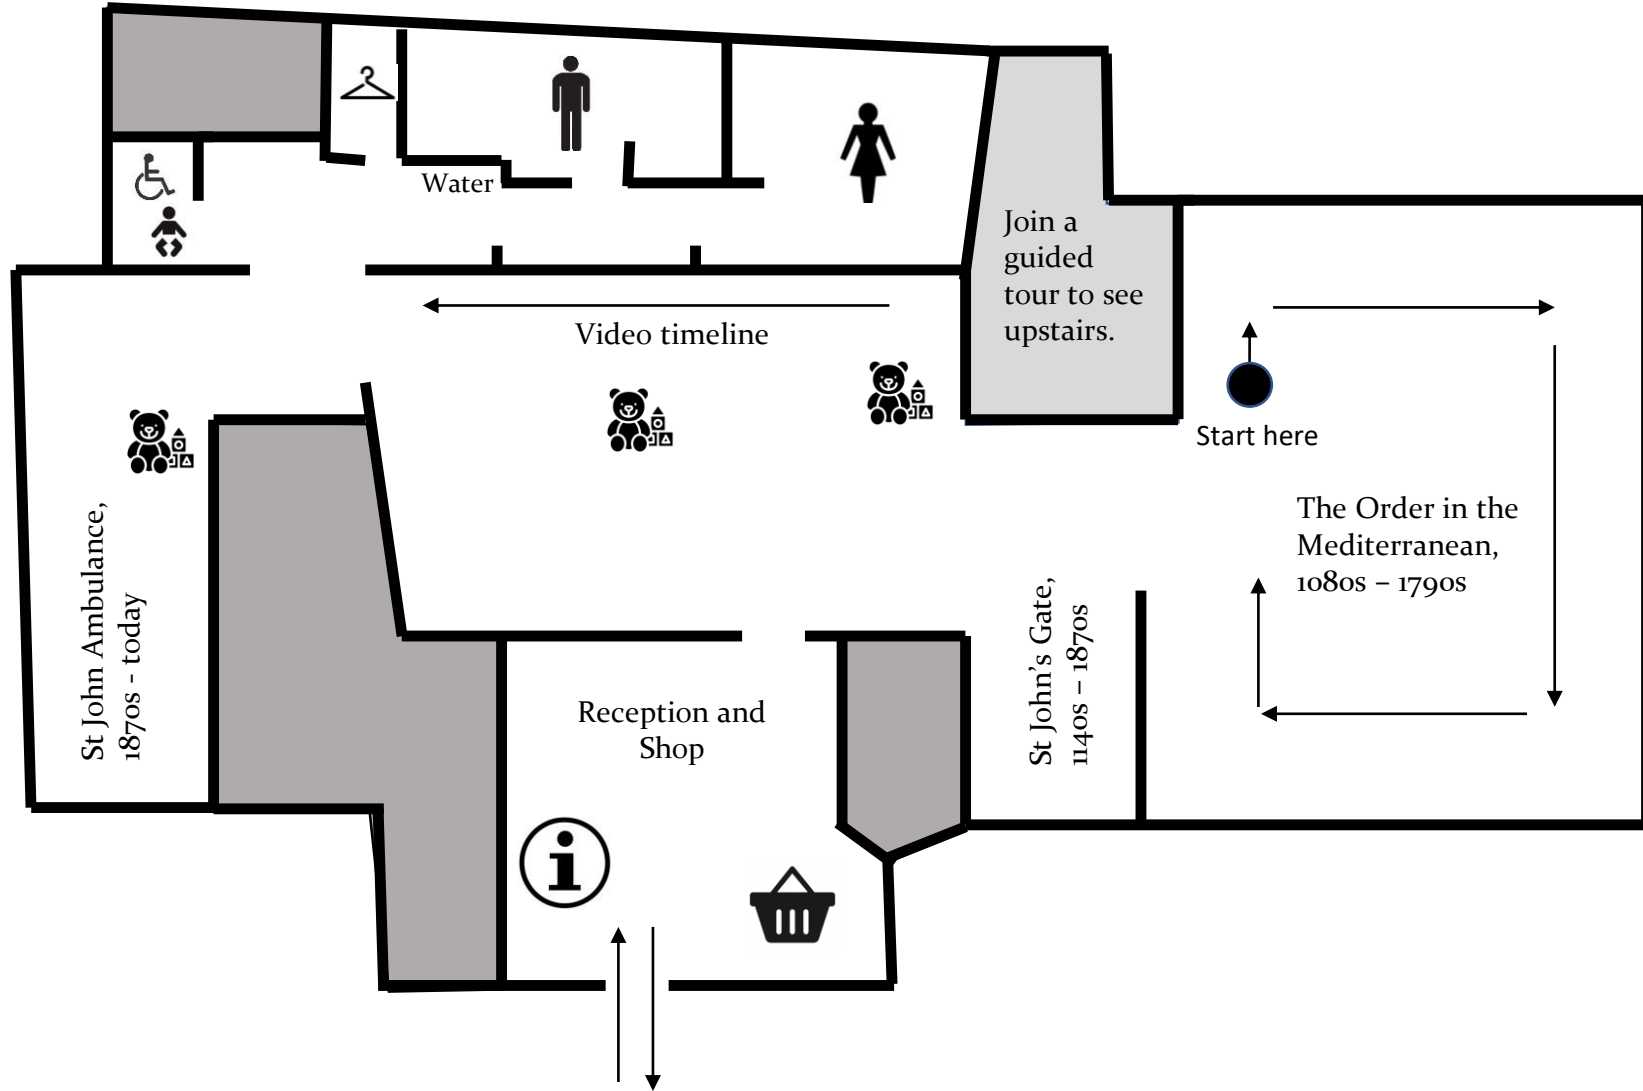 Water
Join a
guided
tour to see
upstairs.
Video timeline
Start here
The Order in the
Mediterranean,
1080s – 1790s
St John Ambulance,
1870s - today
St John’s Gate,
1140s – 1870s
Reception and
Shop